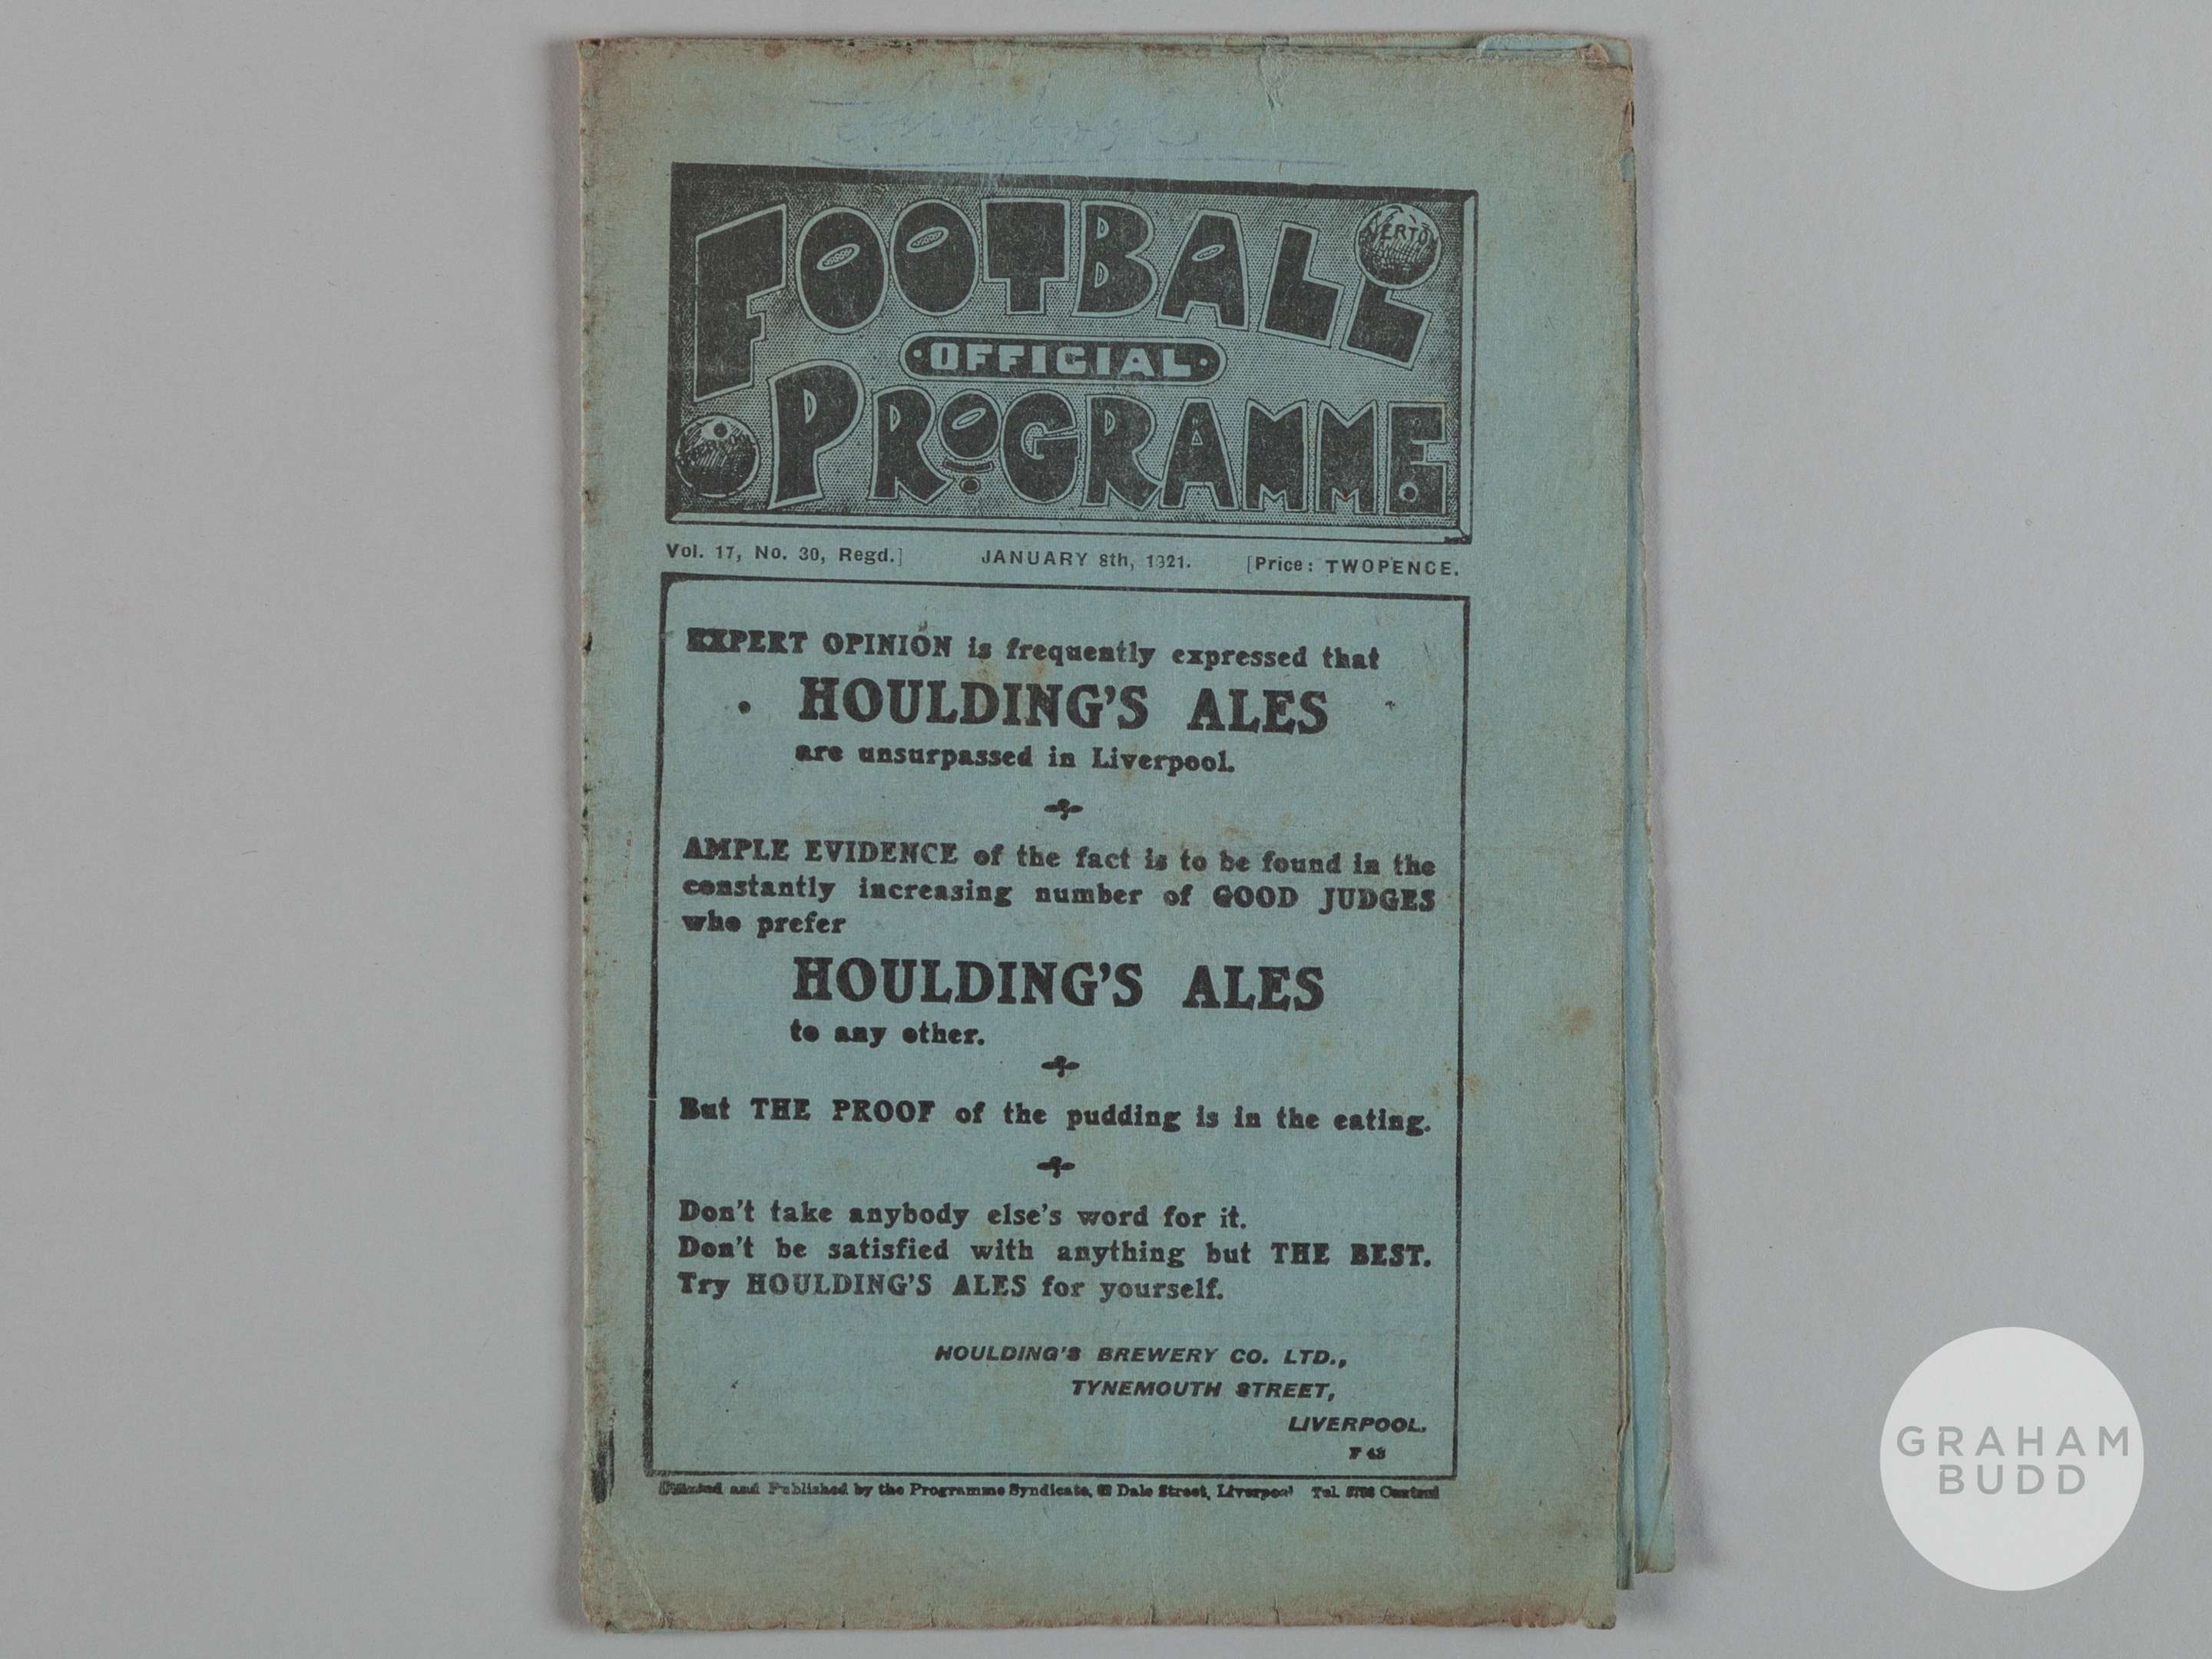 FOOTBALL
OFFICIAL
PROGRAMME
Vol. 17, No. 30, Regd.] JANUARY 8th, 1921. [Price: TWOPENCE.
EXPERT OPINION is frequently expressed that
HOULDING'S ALES
are unsurpassed in Liverpool.
AMPLE EVIDENCE of the fact is to be found in the
constantly increasing number of GOOD JUDGES
who prefer
HOULDING'S ALES
to any other.
But THE PROOF of the pudding is in the eating.
Don't take anybody else's word for it.
Don't be satisfied with anything but THE BEST.
Try HOULDING'S ALES for yourself.
HOULDING'S BREWERY CO. LTD.,
TYNEMOUTH STREET,
LIVERPOOL.
F 43
Printed and Published by the Programme Syndicate, Dale Street, Liverpool Tel. Central
GRAHAM
BUDD